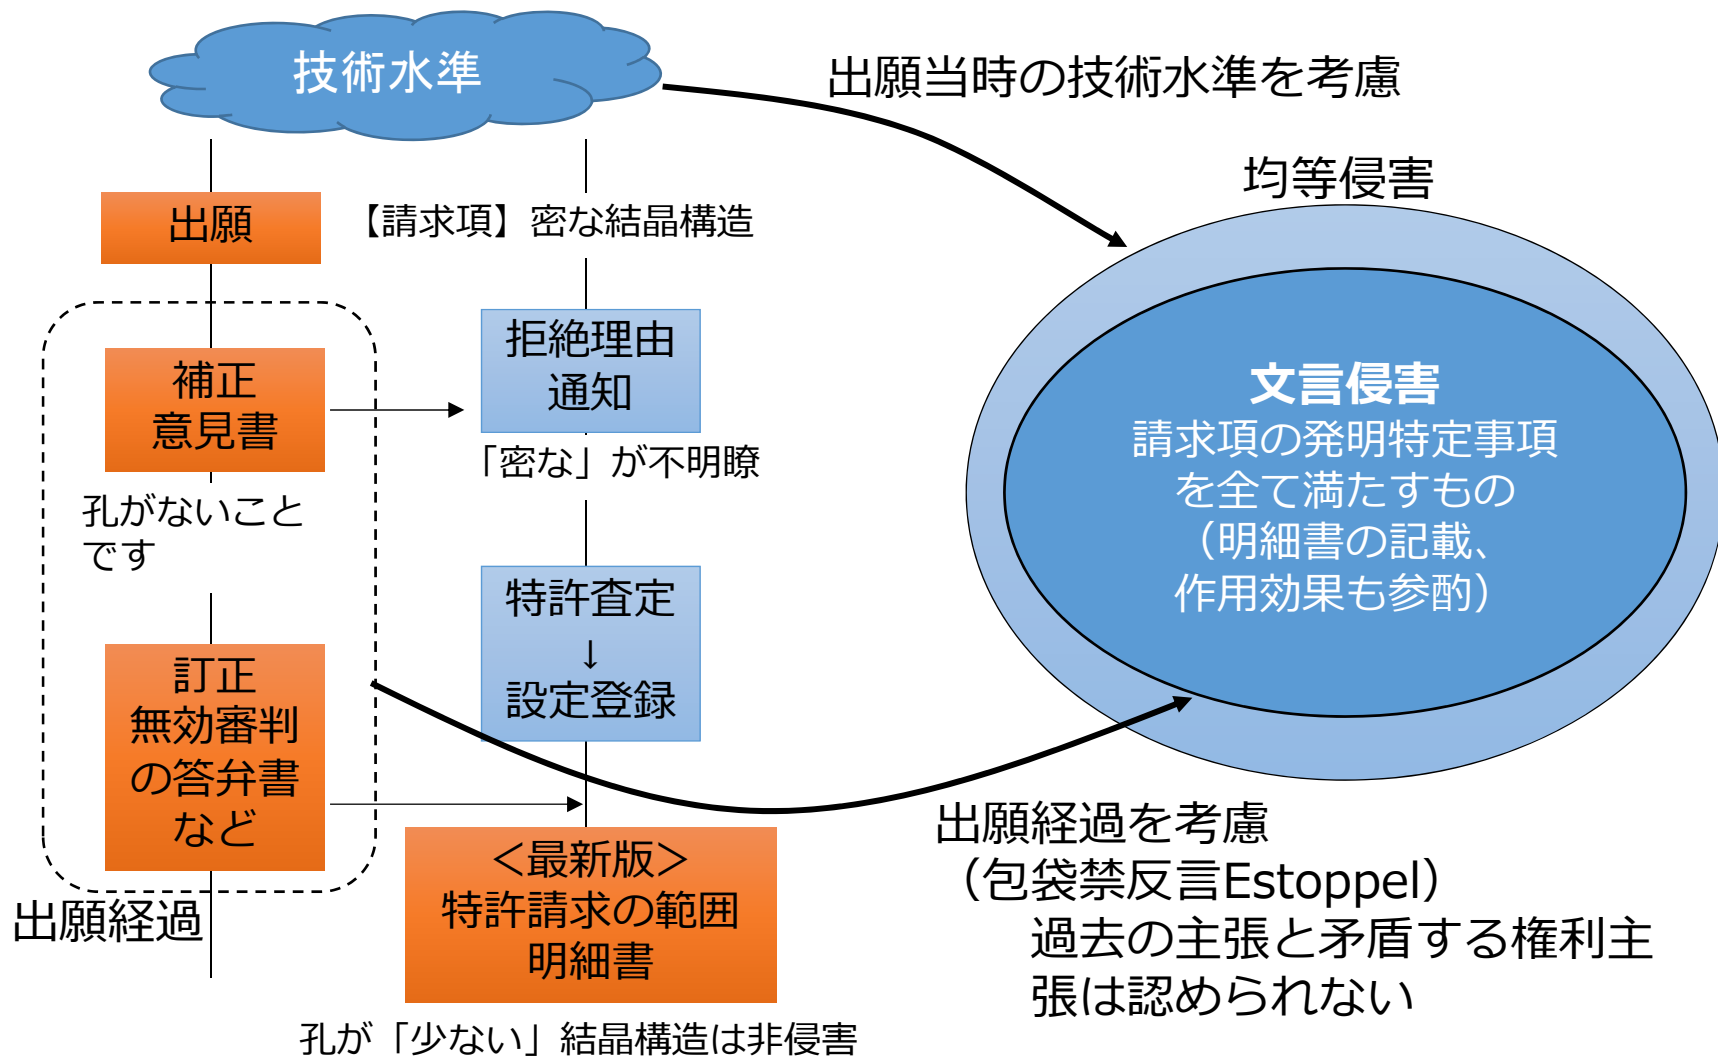 技術水準
出願当時の技術水準を考慮
均等侵害
出願
【請求項】密な結晶構造
拒絶理由
通知
補正
意見書
「密な」が不明瞭
孔がないこと
です
特許査定
↓
設定登録
訂正
無効審判
の答弁書
など
出願経過
＜最新版＞
特許請求の範囲
明細書
孔が「少ない」結晶構造は非侵害
文言侵害
請求項の発明特定事項
を全て満たすもの
（明細書の記載、
作用効果も参酌）
出願経過を考慮
（包袋禁反言Estoppel）
過去の主張と矛盾する権利主
張は認められない